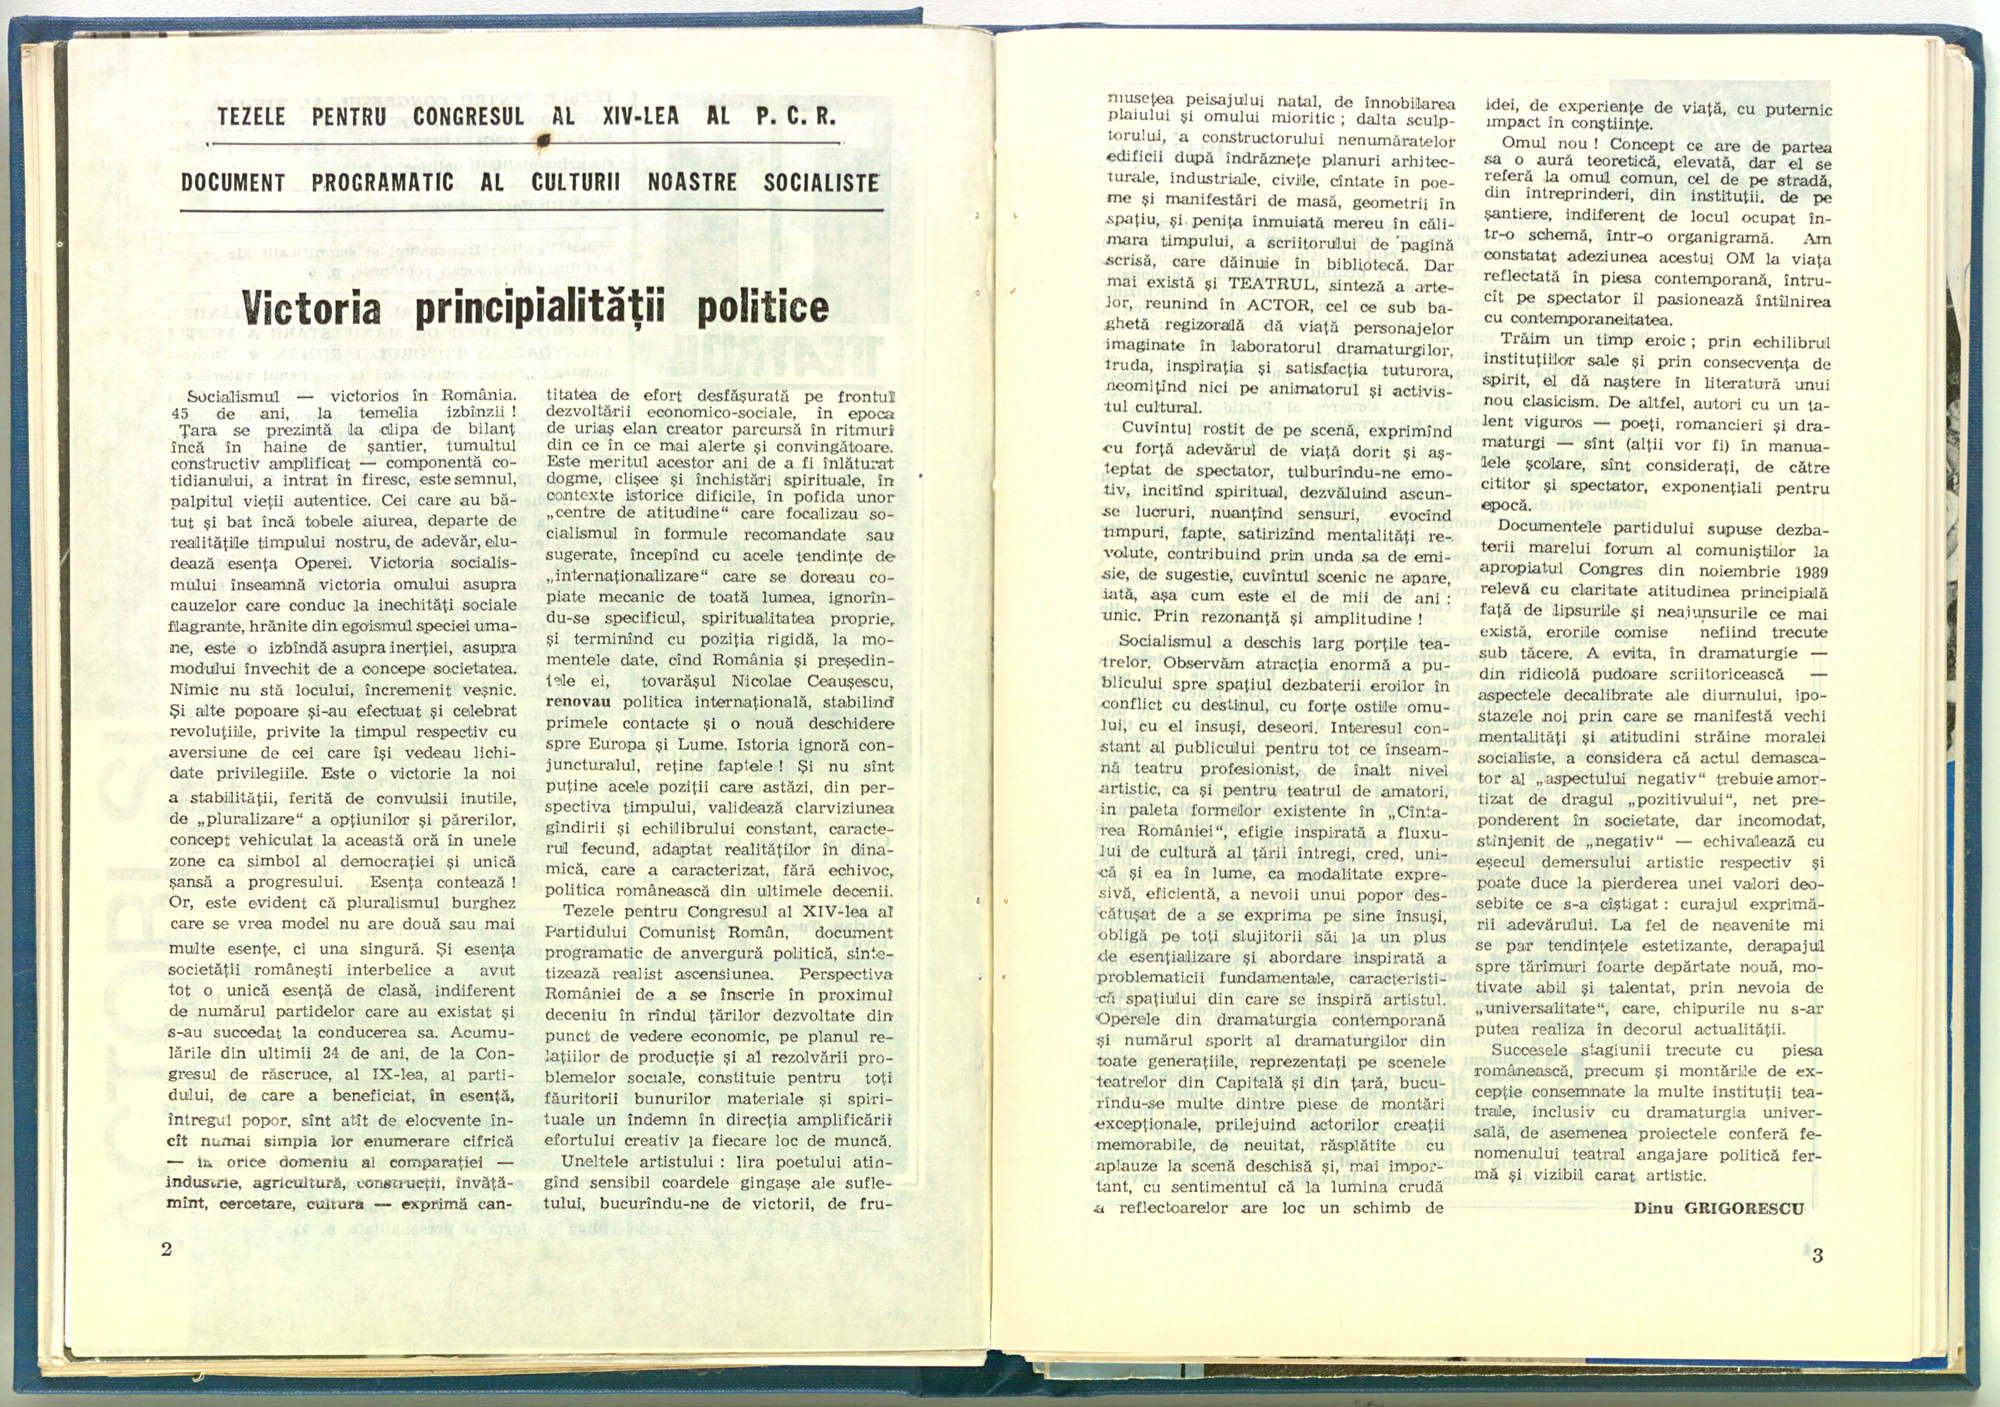 TEZELE PENTRU CONGRESUL AL XIV-LEA AL P. C. R.
DOCUMENT PROGRAMATIC AL CULTURII NOASTRE SOCIALISTE
Victoria principialității politice
Socialismul — victorios în România.
45 de ani, la temelia izbînzii !
Țara se prezintă la clipa de bilanț
încă în haine de șantier, tumultul
constructiv amplificat — componentă co-
tidianului, a intrat în firesc, este semnul,
palpitul vieții autentice. Cei care au bă-
tut și bat încă tobele aiurea, departe de
realitățile timpului nostru, de adevăr, elu-
dează esența Operei. Victoria socialis-
mului înseamnă victoria omului asupra
cauzelor care conduc la inechități sociale
flagrante, hrănite din egoismul speciei uma-
ne, este o izbîndă asupra inerției, asupra
modului învechit de a concepe societatea.
Nimic nu stă locului, încremenit veșnic.
Și alte popoare și-au efectuat și celebrat
revoluțiile, privite la timpul respectiv cu
aversiune de cei care își vedeau lichi-
date privilegiile. Este o victorie la noi
a stabilității, ferită de convulsii inutile,
de „pluralizare“ a opțiunilor și părerilor,
concept vehiculat la această oră în unele
zone ca simbol al democrației și unică
șansă a progresului. Esența contează !
Or, este evident că pluralismul burghez
care se vrea model nu are două sau mai
multe esențe, ci una singură. Și esența
societății românești interbelice a avut
tot o unică esență de clasă, indiferent
de numărul partidelor care au existat și
s-au succedat la conducerea sa. Acumu-
lările din ultimii 24 de ani, de la Con-
gresul de răscruce, al IX-lea, al parti-
dului, de care a beneficiat, în esență,
întregul popor, sînt atît de elocvente în-
cît numai simpla lor enumerare cifrică
— în orice domeniu al comparației —
industrie, agricultură, construcții, învăță-
mînt, cercetare, cultura — exprimă can-
titatea de efort desfășurată pe frontul
dezvoltării economico-sociale, în epoca
de uriaș elan creator parcursă în ritmuri
din ce în ce mai alerte și convingătoare.
Este meritul acestor ani de a fi înlăturat
dogme, clișee și închistări spirituale, în
contexte istorice dificile, în pofida unor
„centre de atitudine“ care focalizau so-
cialismul în formule recomandate sau
sugerate, începînd cu acele tendințe de
„internaționalizare“ care se doreau co-
piate mecanic de toată lumea, ignorîn-
du-se specificul, spiritualitatea proprie,
și terminînd cu poziția rigidă, la mo-
mentele date, cînd România și președin-
tele ei, tovarășul Nicolae Ceaușescu,
renovau politica internațională, stabilind
primele contacte și o nouă deschidere
spre Europa și Lume. Istoria ignoră con-
juncturalul, reține faptele ! Și nu sînt
puține acele poziții care astăzi, din per-
spectiva timpului, validează clarviziunea
gîndirii și echilibrului constant, caracte-
rul fecund, adaptat realităților în dina-
mică, care a caracterizat, fără echivoc,
politica românească din ultimele decenii.
Tezele pentru Congresul al XIV-lea al
Partidului Comunist Român, document
programatic de anvergură politică, sinte-
tizează realist ascensiunea. Perspectiva
României de a se înscrie în proximul
deceniu în rîndul țărilor dezvoltate din
punct de vedere economic, pe planul re-
lațiilor de producție și al rezolvării pro-
blemelor sociale, constituie pentru toți
făuritorii bunurilor materiale și spiri-
tuale un îndemn în direcția amplificării
efortului creativ la fiecare loc de muncă.
Uneltele artistului : lira poetului atin-
gînd sensibil coardele gingașe ale sufle-
tului, bucurîndu-ne de victorii, de fru-
2
musețea peisajului natal, de înnobilarea
plaiului și omului mioritic ; dalta sculp-
torului, a constructorului nenumăratelor
edificii după îndrăznețe planuri arhitec-
turale, industriale, civile, cîntate în poe-
me și manifestări de masă, geometrii în
spațiu, și penița înmuiată mereu în căli-
mara timpului, a scriitorului de pagină
scrisă, care dăinuie în bibliotecă. Dar
mai există și TEATRUL, sinteză a arte-
lor, reunind în ACTOR, cel ce sub ba-
ghetă regizorală dă viață personajelor
imaginate în laboratorul dramaturgilor,
truda, inspirația și satisfacția tuturora,
neomițînd nici pe animatorul și activis-
tul cultural.
Cuvîntul rostit de pe scenă, exprimînd
cu forță adevărul de viață dorit și aș-
teptat de spectator, tulburîndu-ne emo-
tiv, incitînd spiritual, dezvăluind ascun-
se lucruri, nuanțînd sensuri, evocînd
timpuri, fapte, satirizînd mentalități re-
volute, contribuind prin unda sa de emi-
sie, de sugestie, cuvîntul scenic ne apare,
iată, așa cum este el de mii de ani :
unic. Prin rezonanță și amplitudine !
Socialismul a deschis larg porțile tea-
trelor. Observăm atracția enormă a pu-
blicului spre spațiul dezbaterii eroilor în
conflict cu destinul, cu forțe ostile omu-
lui, cu el însuși, deseori. Interesul con-
stant al publicului pentru tot ce înseam-
nă teatru profesionist, de înalt nivel
artistic, ca și pentru teatrul de amatori,
in paleta formelor existente în „Cînta-
rea României“, efigie inspirată a fluxu-
lui de cultură al țării întregi, cred, uni-
că și ea în lume, ca modalitate expre-
sivă, eficientă, a nevoii unui popor des-
cătușat de a se exprima pe sine însuși,
obligă pe toți slujitorii săi la un plus
de esențializare și abordare inspirată a
problematicii fundamentale, caracteristi-
că spațiului din care se inspiră artistul.
Operele din dramaturgia contemporană
și numărul sporit al dramaturgilor din
toate generațiile, reprezentați pe scenele
teatrelor din Capitală și din țară, bucu-
rîndu-se multe dintre piese de montări
excepționale, prilejuind actorilor creații
memorabile, de neuitat, răsplătite cu
aplauze la scenă deschisă și, mai impor-
tant, cu sentimentul că la lumina crudă
a reflectoarelor are loc un schimb de
idei, de experiențe de viață, cu puternic
impact în conștiințe.
Omul nou ! Concept ce are de partea
sa o aură teoretică, elevată, dar el se
referă la omul comun, cel de pe stradă,
din întreprinderi, din instituții, de pe
șantiere, indiferent de locul ocupat în-
tr-o schemă, într-o organigramă. Am
constatat adeziunea acestui OM la viața
reflectată în piesa contemporană, întru-
cît pe spectator îl pasionează întîlnirea
cu contemporaneitatea.
Trăim un timp eroic ; prin echilibrul
instituțiilor sale și prin consecvența de
spirit, el dă naștere în literatură unui
nou clasicism. De altfel, autori cu un ta-
lent viguros — poeți, romancieri și dra-
maturgi — sînt (alții vor fi) în manua-
lele școlare, sînt considerați, de către
cititor și spectator, exponențiali pentru
epocă.
Documentele partidului supuse dezba-
terii marelui forum al comuniștilor la
apropiatul Congres din noiembrie 1989
relevă cu claritate atitudinea principială
față de lipsurile și neajunsurile ce mai
există, erorile comise nefiind trecute
sub tăcere. A evita, în dramaturgie —
din ridicolă pudoare scriitoricească —
aspectele decalibrate ale diurnului, ipo-
stazele noi prin care se manifestă vechi
mentalități și atitudini străine moralei
socialiste, a considera că actul demasca-
tor al „aspectului negativ“ trebuie amor-
tizat de dragul „pozitivului“, net pre-
ponderent în societate, dar incomodat,
stînjenit de „negativ“ — echivalează cu
eșecul demersului artistic respectiv și
poate duce la pierderea unei valori deo-
sebite ce s-a cîștigat : curajul exprimă-
rii adevărului. La fel de neavenite mi
se par tendințele estetizante, derapajul
spre tărîmuri foarte depărtate nouă, mo-
tivate abil și talentat, prin nevoia de
„universalitate“, care, chipurile nu s-ar
putea realiza în decorul actualității.
Succesele stagiunii trecute cu piesa
românească, precum și montările de ex-
cepție consemnate la multe instituții tea-
trale, inclusiv cu dramaturgia univer-
sală, de asemenea proiectele conferă fe-
nomenului teatral angajare politică fer-
mă și vizibil carat artistic.
Dinu GRIGORESCU
3